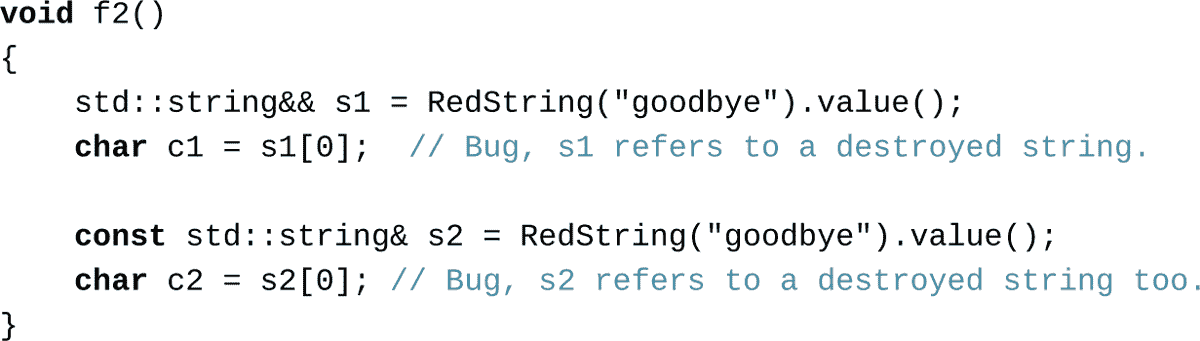 void f2()
{
    std::string&& s1 = RedString("goodbye").value();
    char c1 = s1[0];  // Bug, s1 refers to a destroyed string.
    const std::string& s2 = RedString("goodbye").value();
    char c2 = s2[0]; // Bug, s2 refers to a destroyed string too.
}